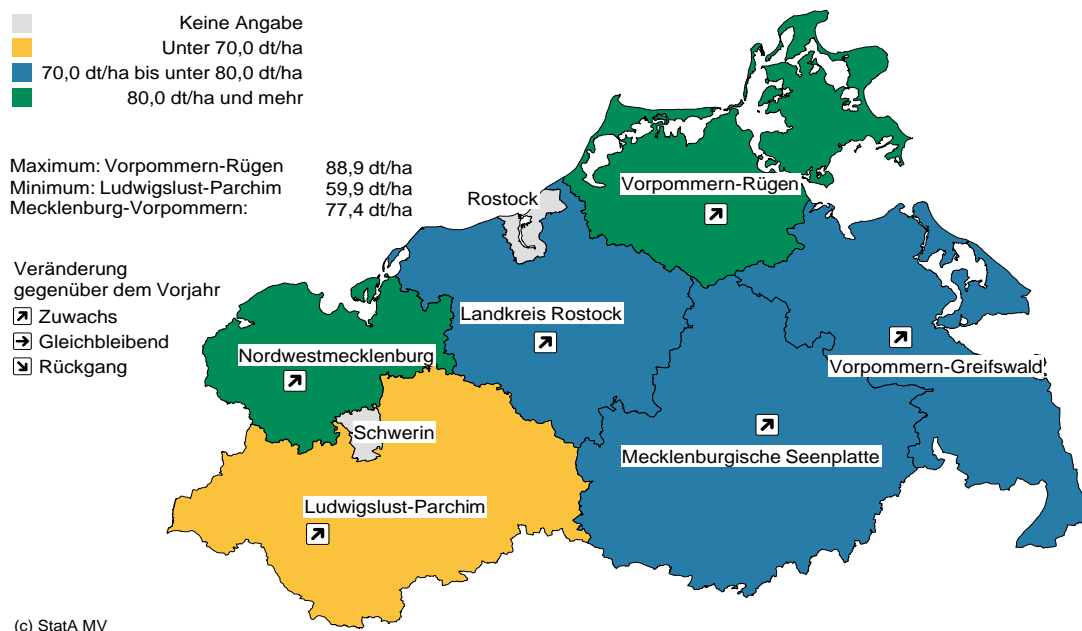 Keine Angabe
Unter 70,0 dt/ha
70,0 dt/ha bis unter 80,0 dt/ha
80,0 dt/ha und mehr
Maximum: Vorpommern-Rügen 88,9 dt/ha
Minimum: Ludwigslust-Parchim 59,9 dt/ha
Mecklenburg-Vorpommern: 77,4 dt/ha
Veränderung
gegenüber dem Vorjahr
Zuwachs
Gleichbleibend
Rückgang
Vorpommern-Rügen
Rostock
Landkreis Rostock
Nordwestmecklenburg
Vorpommern-Greifswald
Schwerin
Mecklenburgische Seenplatte
Ludwigslust-Parchim
(c) StatA MV